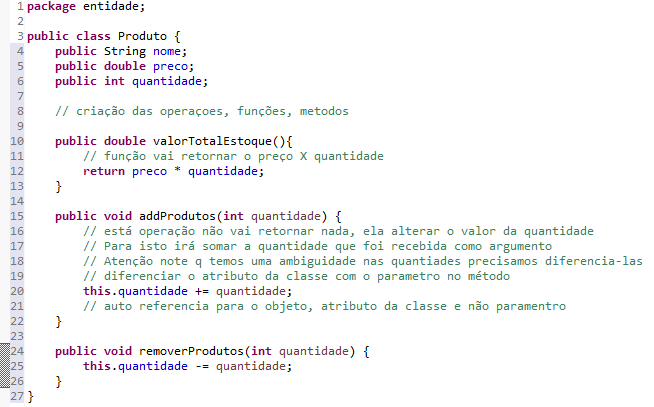 1 package entidade;
2
3 public class Produto {
4 public String nome;
5 public double preco;
6 public int quantidade;
7
8 // criação das operaçoes, funções, metodos
9
10 public double valorTotalEstoque(){
11 // função vai retornar o preço X quantidade
12 return preco * quantidade;
13 }
14
15 public void addProdutos(int quantidade) {
16 // está operação não vai retornar nada, ela alterar o valor da quantidade
17 // Para isto irá somar a quantidade que foi recebida como argumento
18 // Atenção note q temos uma ambiguidade nas quantiades precisamos diferencia-las
19 // diferenciar o atributo da classe com o parametro no método
20 this.quantidade += quantidade;
21 // auto referencia para o objeto, atributo da classe e não paramentro
22 }
23
24 public void removerProdutos(int quantidade) {
25 this.quantidade -= quantidade;
26 }
27 }